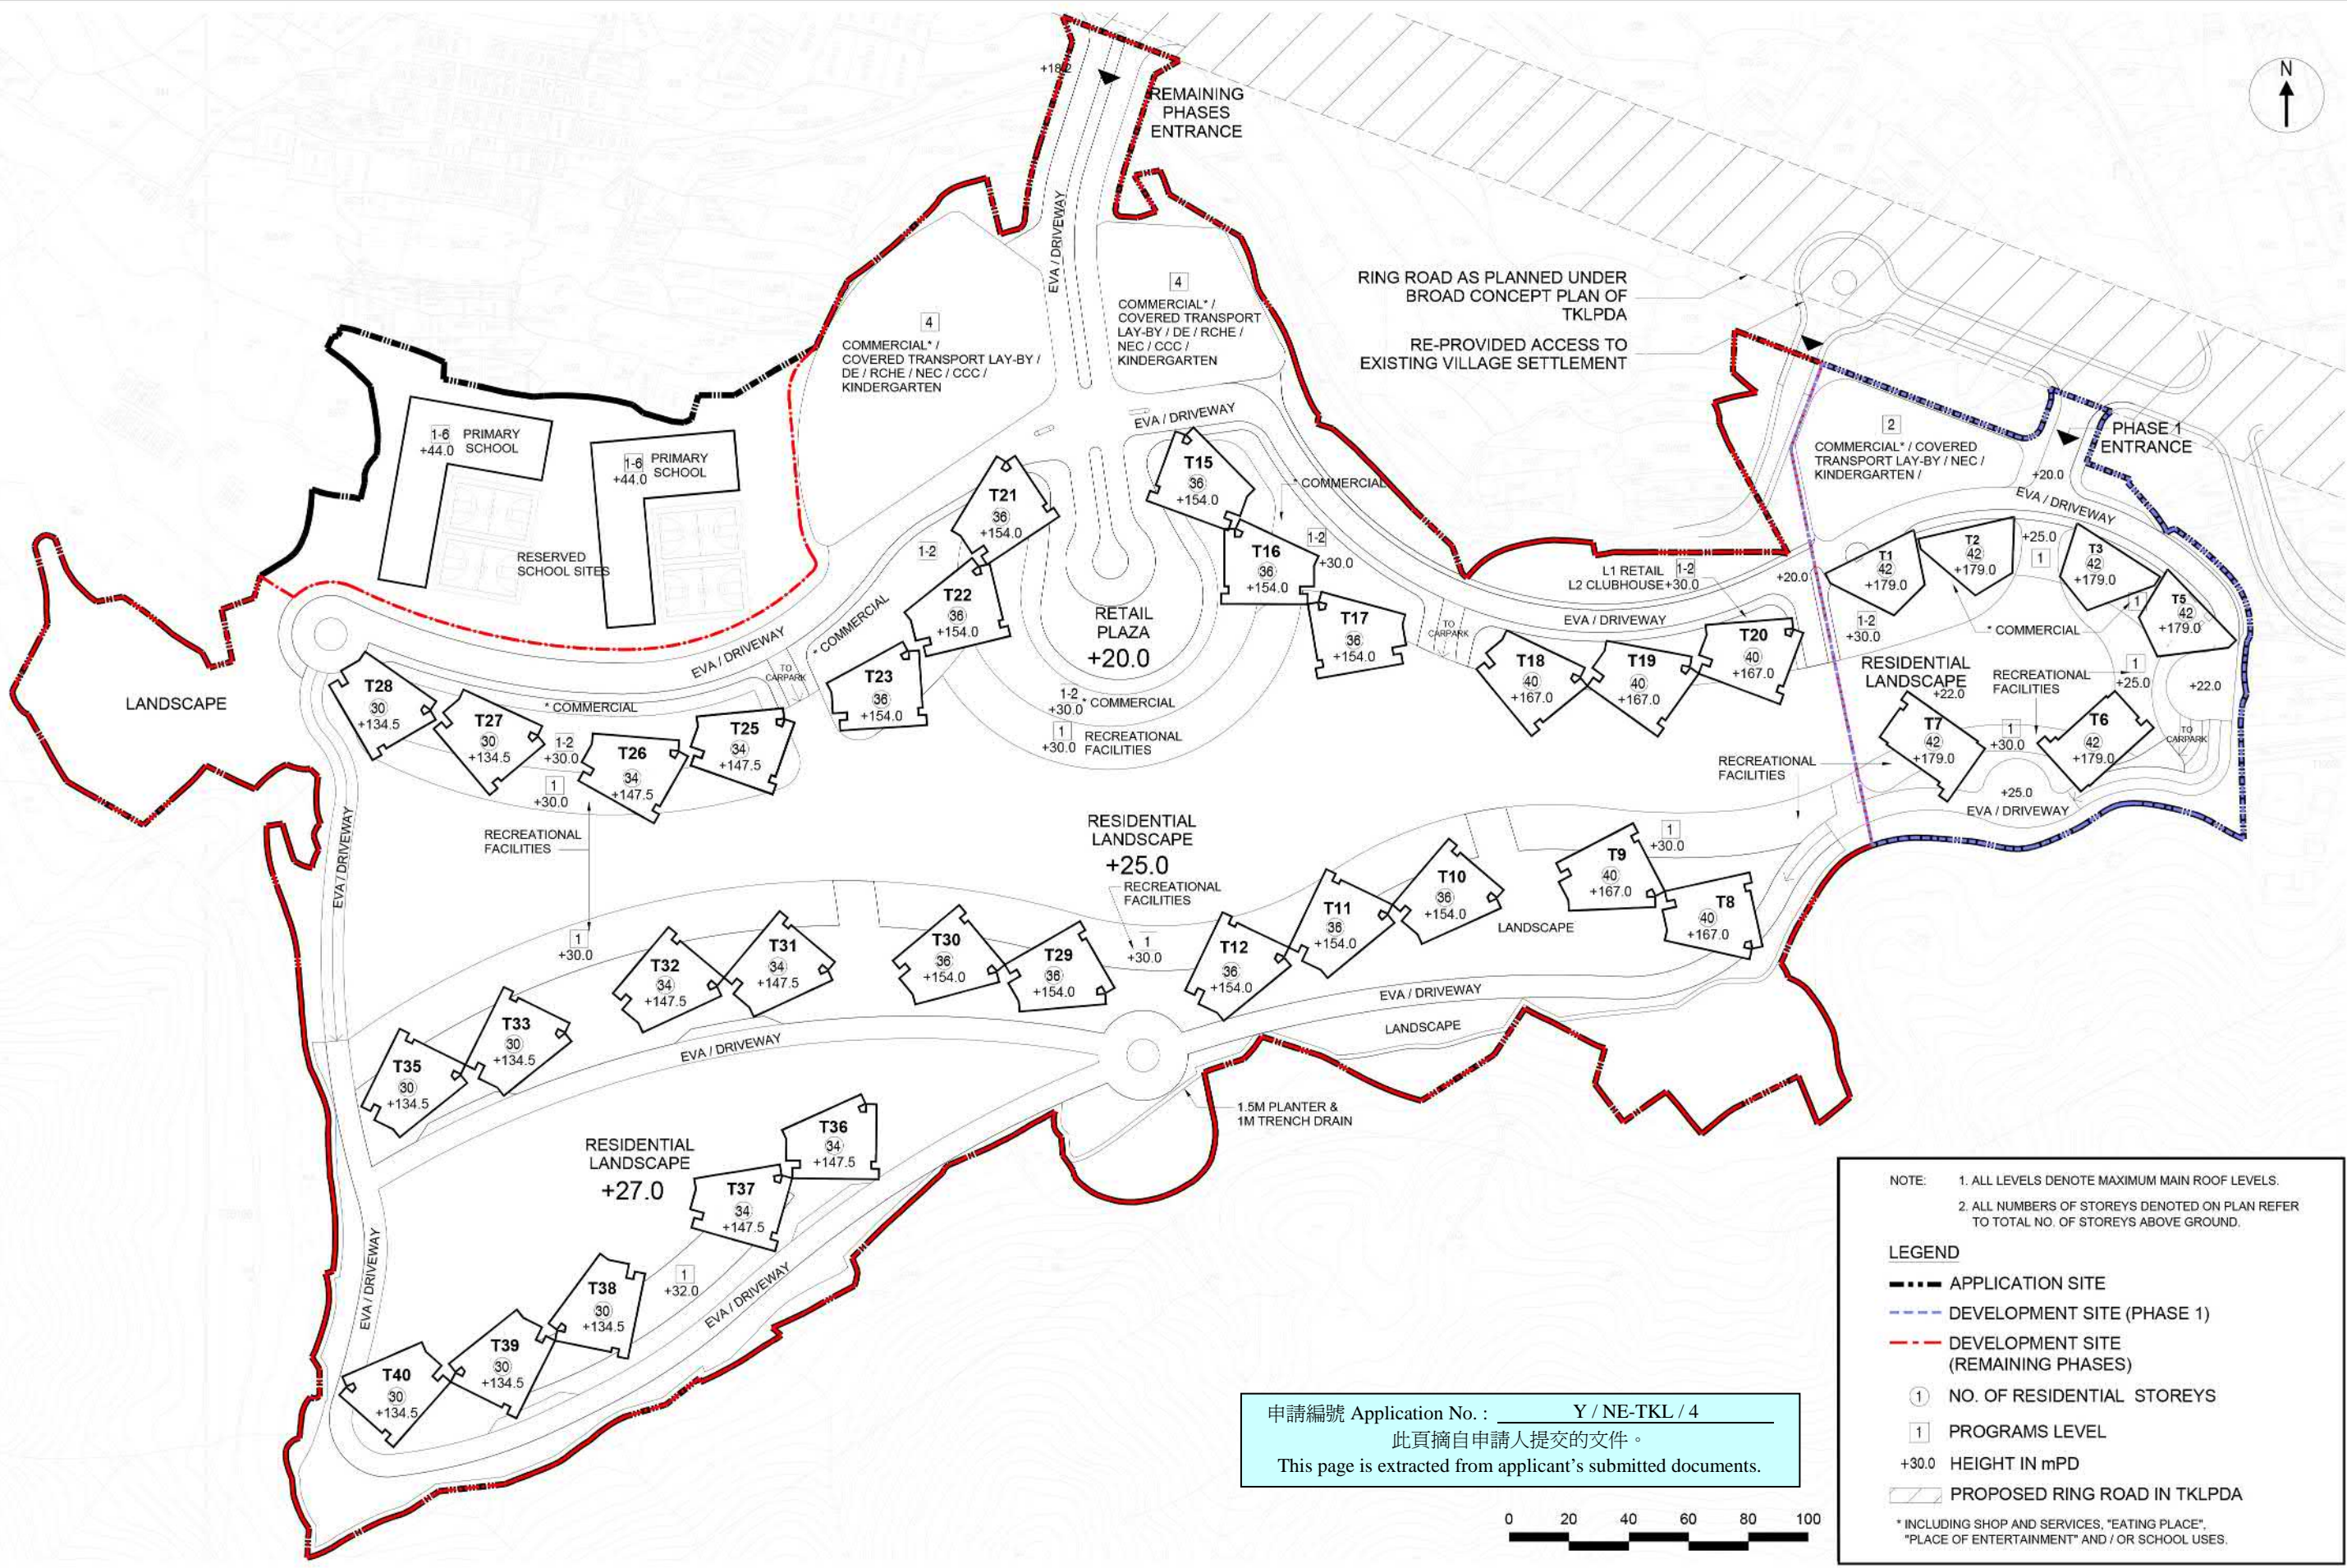 N
+18.2
REMAINING
PHASES
ENTRANCE
EVA / DRIVEWAY
4
COMMERCIAL* /
COVERED TRANSPORT LAY-BY /
DE / RCHE / NEC / CCC /
KINDERGARTEN
4
COMMERCIAL* /
COVERED TRANSPORT
LAY-BY / DE / RCHE /
NEC / CCC /
KINDERGARTEN
RING ROAD AS PLANNED UNDER
BROAD CONCEPT PLAN OF
TKLPDA
RE-PROVIDED ACCESS TO
EXISTING VILLAGE SETTLEMENT
2
COMMERCIAL* / COVERED
TRANSPORT LAY-BY / NEC /
KINDERGARTEN /
PHASE 1
ENTRANCE
+20.0
EVA / DRIVEWAY
1-6 PRIMARY
+44.0 SCHOOL
1-6 PRIMARY
+44.0 SCHOOL
RESERVED
SCHOOL SITES
EVA / DRIVEWAY
T15
36
+154.0
* COMMERCIAL
T21
36
+154.0
1-2
T16
36
+154.0
1-2
+30.0
T22
36
+154.0
T17
36
+154.0
RETAIL
PLAZA
+20.0
L1 RETAIL 1-2
L2 CLUBHOUSE+30.0
+20.0
T1
42
+179.0
T2
42
+179.0
+25.0
1
T3
42
+179.0
1
T5
42
+179.0
1-2
+30.0
* COMMERCIAL
EVA / DRIVEWAY
TO
CARPARK
T18
40
+167.0
T19
40
+167.0
T20
40
+167.0
RESIDENTIAL
LANDSCAPE
+22.0
RECREATIONAL
FACILITIES
1
+25.0
+22.0
TO
CARPARK
T7
42
+179.0
1
+30.0
T6
42
+179.0
+25.0
EVA / DRIVEWAY
RECREATIONAL
FACILITIES
LANDSCAPE
EVA / DRIVEWAY
* COMMERCIAL
TO
CARPARK
T23
36
+154.0
1-2
+30.0 * COMMERCIAL
1
+30.0 RECREATIONAL
FACILITIES
T28
30
+134.5
T27
30
+134.5
* COMMERCIAL
1-2
+30.0
1
+30.0
T26
34
+147.5
T25
34
+147.5
EVA / DRIVEWAY
RECREATIONAL
FACILITIES
RESIDENTIAL
LANDSCAPE
+25.0
RECREATIONAL
FACILITIES
1
+30.0
T9
40
+167.0
1
+30.0
T8
40
+167.0
T10
36
+154.0
T11
36
+154.0
LANDSCAPE
T12
36
+154.0
1
+30.0
T32
34
+147.5
T31
34
+147.5
T30
36
+154.0
T29
36
+154.0
EVA / DRIVEWAY
LANDSCAPE
T35
30
+134.5
T33
30
+134.5
EVA / DRIVEWAY
1.5M PLANTER &
1M TRENCH DRAIN
RESIDENTIAL
LANDSCAPE
+27.0
T36
34
+147.5
T37
34
+147.5
1
+32.0
T38
30
+134.5
T39
30
+134.5
T40
30
+134.5
EVA / DRIVEWAY
EVA / DRIVEWAY
NOTE: 1. ALL LEVELS DENOTE MAXIMUM MAIN ROOF LEVELS.
2. ALL NUMBERS OF STOREYS DENOTED ON PLAN REFER
TO TOTAL NO. OF STOREYS ABOVE GROUND.
LEGEND
APPLICATION SITE
DEVELOPMENT SITE (PHASE 1)
DEVELOPMENT SITE
(REMAINING PHASES)
1 NO. OF RESIDENTIAL STOREYS
1 PROGRAMS LEVEL
+30.0 HEIGHT IN mPD
PROPOSED RING ROAD IN TKLPDA
* INCLUDING SHOP AND SERVICES, "EATING PLACE",
"PLACE OF ENTERTAINMENT" AND / OR SCHOOL USES.
申請編號 Application No. : Y / NE-TKL / 4
此頁摘自申請人提交的文件。
This page is extracted from applicant's submitted documents.
0 20 40 60 80 100